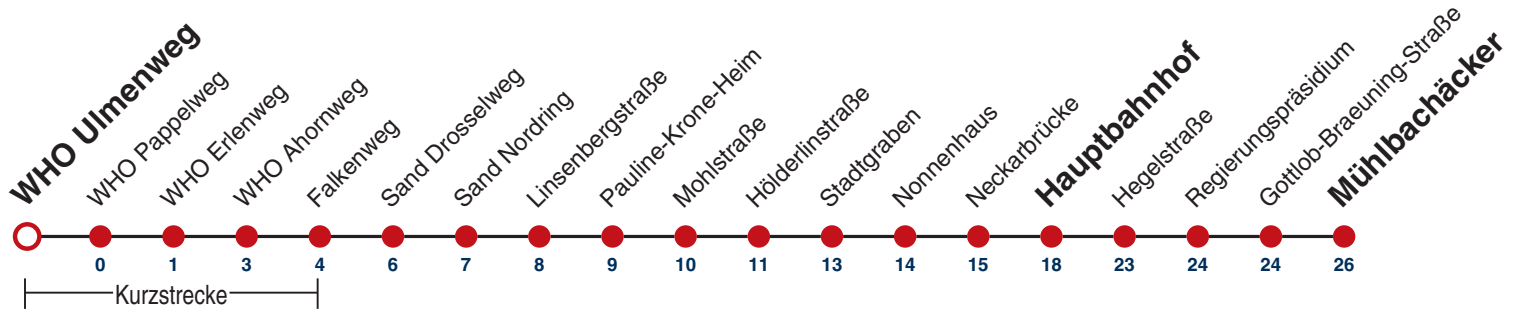 WHO Ulmenweg
WHO Pappelweg
WHO Erlenweg
WHO Ahornweg
Falkenweg
Sand Drosselweg
Sand Nordring
Linsenbergstraße
Pauline-Krone-Heim
Mohlstraße
Hölderlinstraße
Stadtgraben
Nonnenhaus
Neckarbrücke
Hauptbahnhof
Hegelstraße
Regierungspräsidium
Gottlob-Braeuning-Straße
Mühlbachäcker
0 1 3 4 6 7 8 9 10 11 13 14 15 18 23 24 24 26
Kurzstrecke